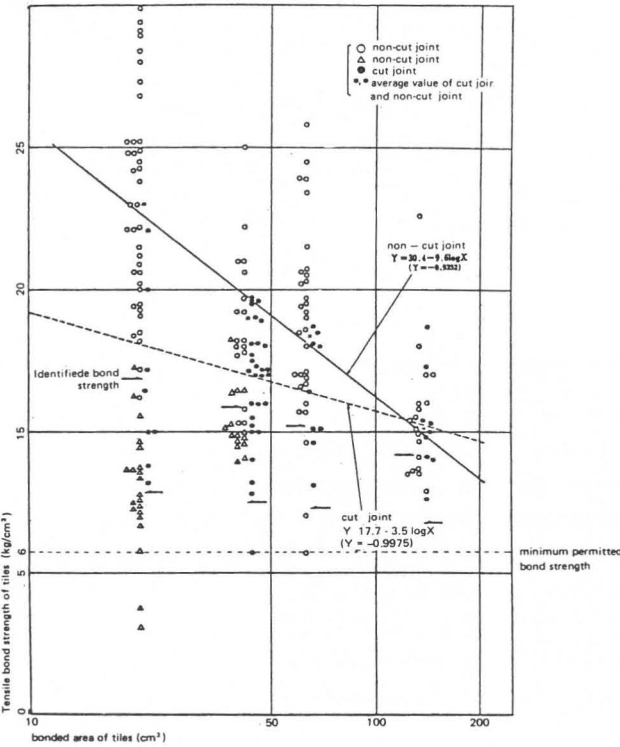 ○ non-cut joint
△ non-cut joint
● cut joint
average value of cut join
and non-cut joint
25
non – cut joint
Y=30.4-9.6logX
(Y=-0.9352)
20
Identifiede bond
strength
15
cut joint
Y 17.7 - 3.5 logX
(Y = -0.9975)
6
minimum permitted
bond strength
5
0
Tensile bond strength of tiles (kg/cm²)
10
50
100
200
bonded area of tiles (cm²)